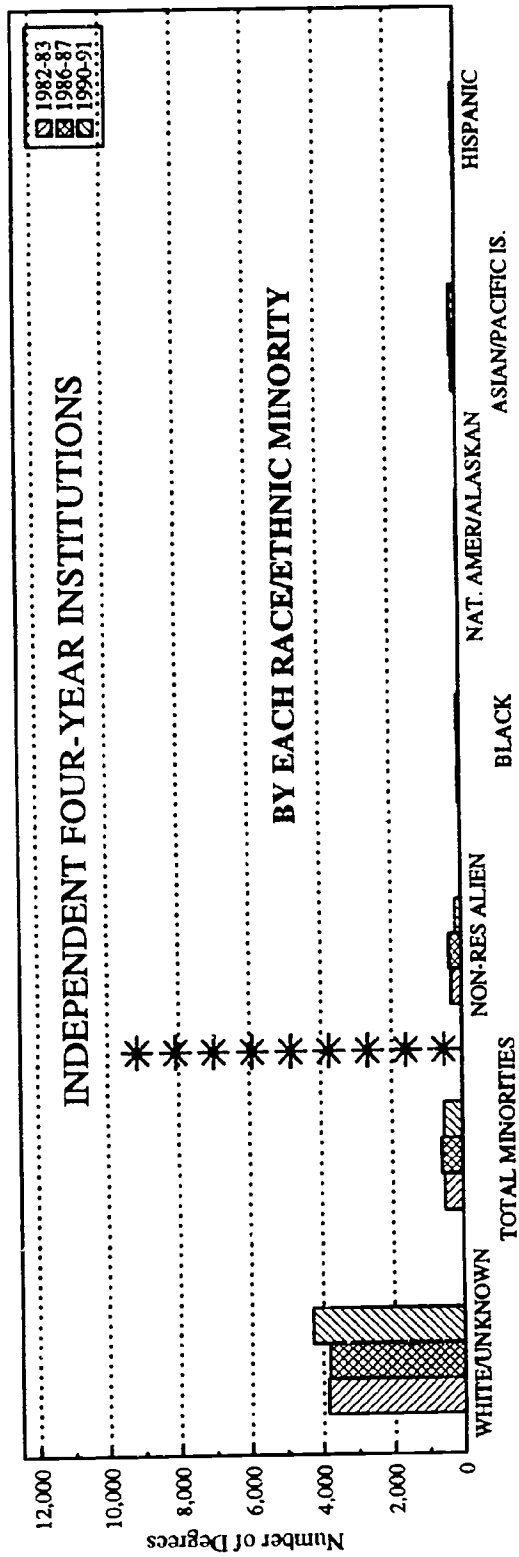 INDEPENDENT FOUR-YEAR INSTITUTIONS
1982-83
1986-87
1990-91
BY EACH RACE/ETHNIC MINORITY
Number of Degrees
12,000
10,000
8,000
6,000
4,000
2,000
0
WHITE/UNKNOWN
TOTAL MINORITIES
NON-RES ALIEN
BLACK
NAT. AMER/ALASKAN
ASIAN/PACIFIC IS.
HISPANIC